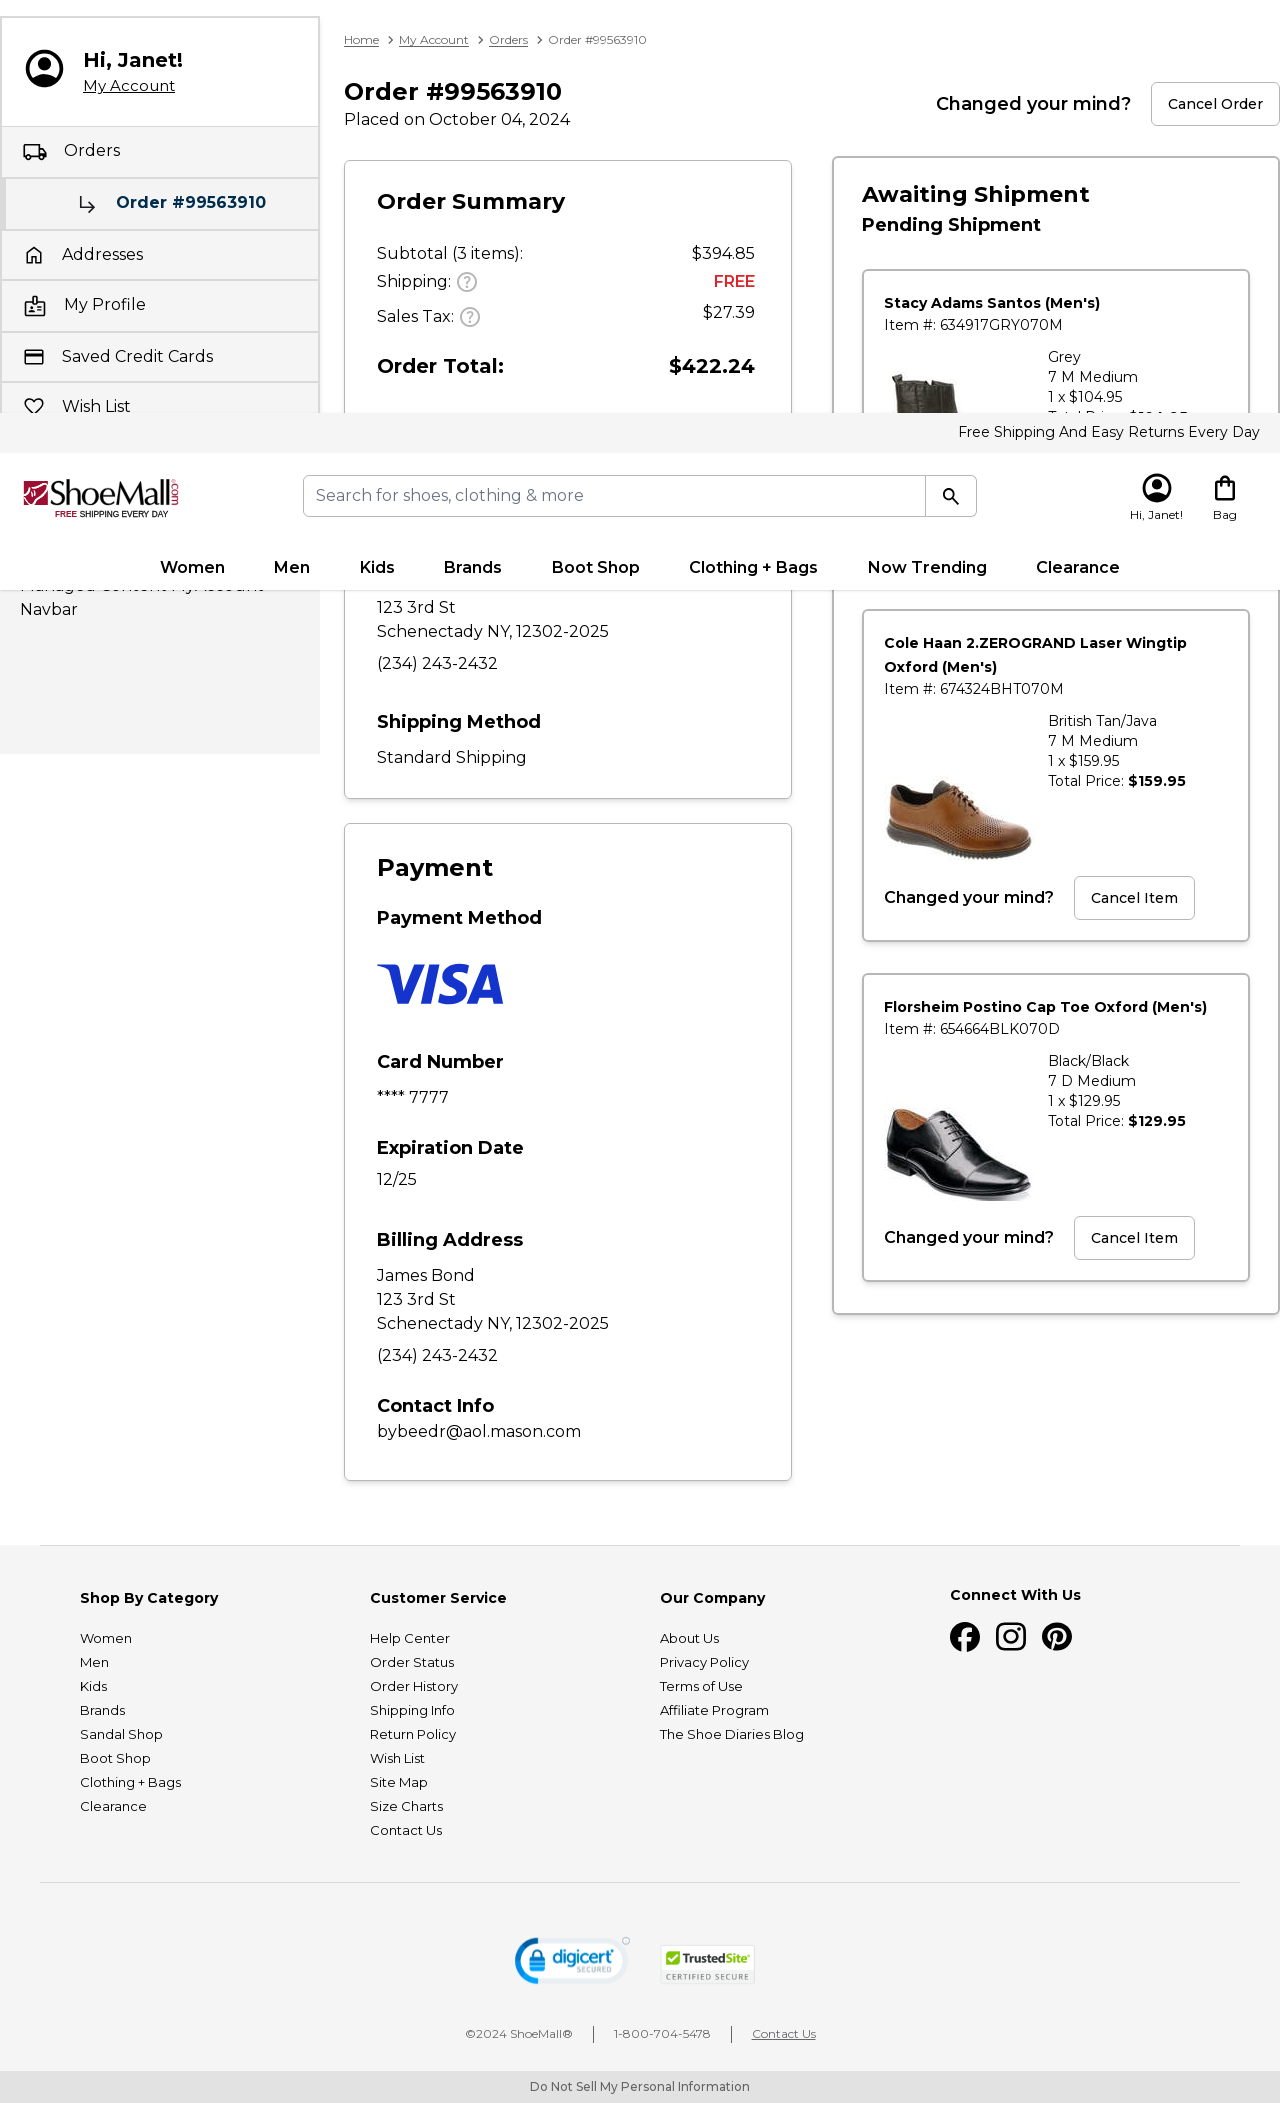 Hi, Janet!
My Account
Orders
Order #99563910
Addresses
My Profile
Saved Credit Cards
Wish List
Navbar
Home
My Account
Orders
Order #99563910
Order #99563910
Placed on October 04, 2024
Changed your mind?
Cancel Order
Order Summary
Subtotal (3 items): $394.85
Shipping: ? FREE
Sales Tax: ? $27.39
Order Total: $422.24
Awaiting Shipment
Pending Shipment
Stacy Adams Santos (Men's)
Item #: 634917GRY070M
Grey
7 M Medium
1 x $104.95
Free Shipping And Easy Returns Every Day
ShoeMall.com
FREE SHIPPING EVERY DAY
Search for shoes, clothing & more
Hi, Janet!
Bag
Women Men Kids Brands Boot Shop Clothing + Bags Now Trending Clearance
123 3rd St
Schenectady NY, 12302-2025
(234) 243-2432
Shipping Method
Standard Shipping
Payment
Payment Method
VISA
Card Number
**** 7777
Expiration Date
12/25
Billing Address
James Bond
123 3rd St
Schenectady NY, 12302-2025
(234) 243-2432
Contact Info
bybeedr@aol.mason.com
Cole Haan 2.ZEROGRAND Laser Wingtip
Oxford (Men's)
Item #: 674324BHT070M
British Tan/Java
7 M Medium
1 x $159.95
Total Price: $159.95
Changed your mind?
Cancel Item
Florsheim Postino Cap Toe Oxford (Men's)
Item #: 654664BLK070D
Black/Black
7 D Medium
1 x $129.95
Total Price: $129.95
Changed your mind?
Cancel Item
Shop By Category
Women
Men
Kids
Brands
Sandal Shop
Boot Shop
Clothing + Bags
Clearance
Customer Service
Help Center
Order Status
Order History
Shipping Info
Return Policy
Wish List
Site Map
Size Charts
Contact Us
Our Company
About Us
Privacy Policy
Terms of Use
Affiliate Program
The Shoe Diaries Blog
Connect With Us
digicert
SECURED
TrustedSite
CERTIFIED SECURE
©2024 ShoeMall®
1-800-704-5478
Contact Us
Do Not Sell My Personal Information